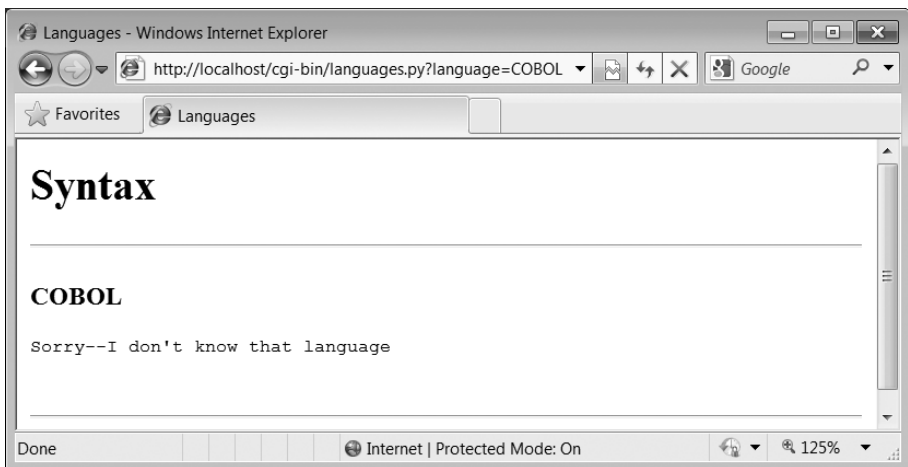 Languages - Windows Internet Explorer
http://localhost/cgi-bin/languages.py?language=COBOL
Google
Favorites
Languages
Syntax
COBOL
Sorry--I don't know that language
Done
Internet | Protected Mode: On
125%